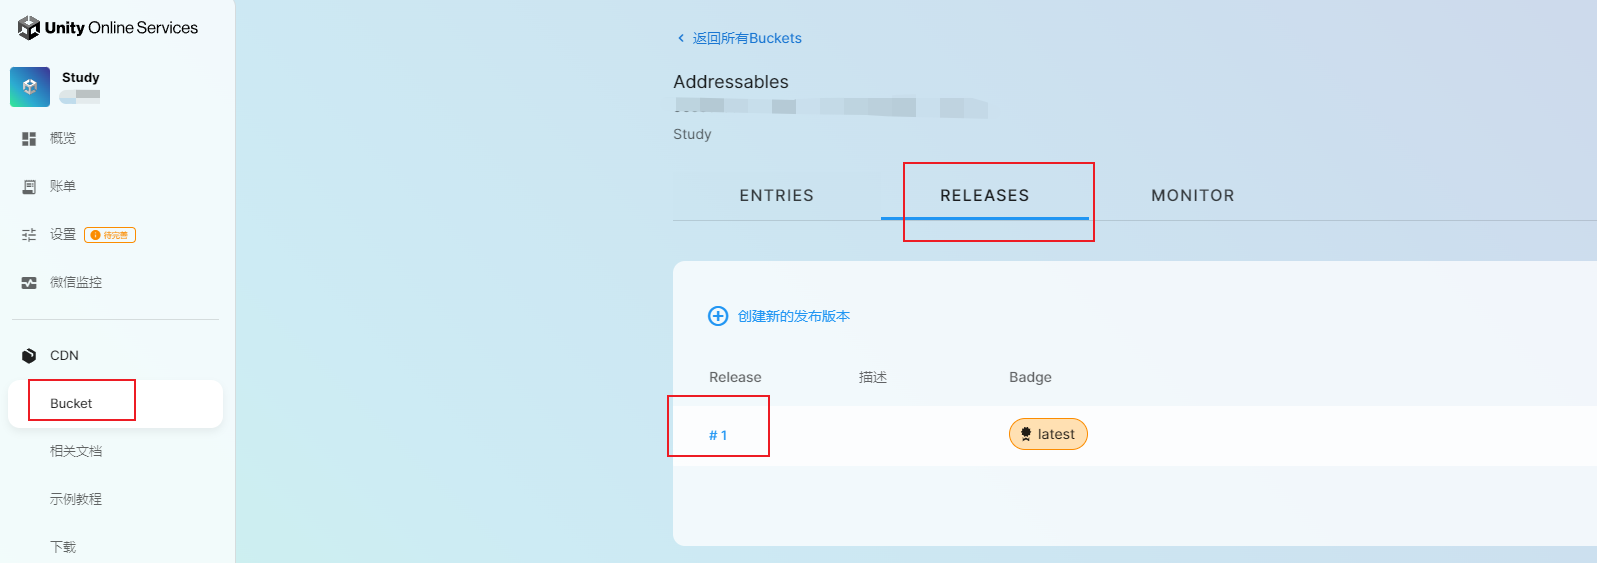 Unity Online Services
Study
概览
账单
设置 待完善
微信监控
CDN
Bucket
相关文档
示例教程
下载
返回所有Buckets
Addressables
Study
ENTRIES RELEASES MONITOR
创建新的发布版本
Release 描述 Badge
# 1 latest